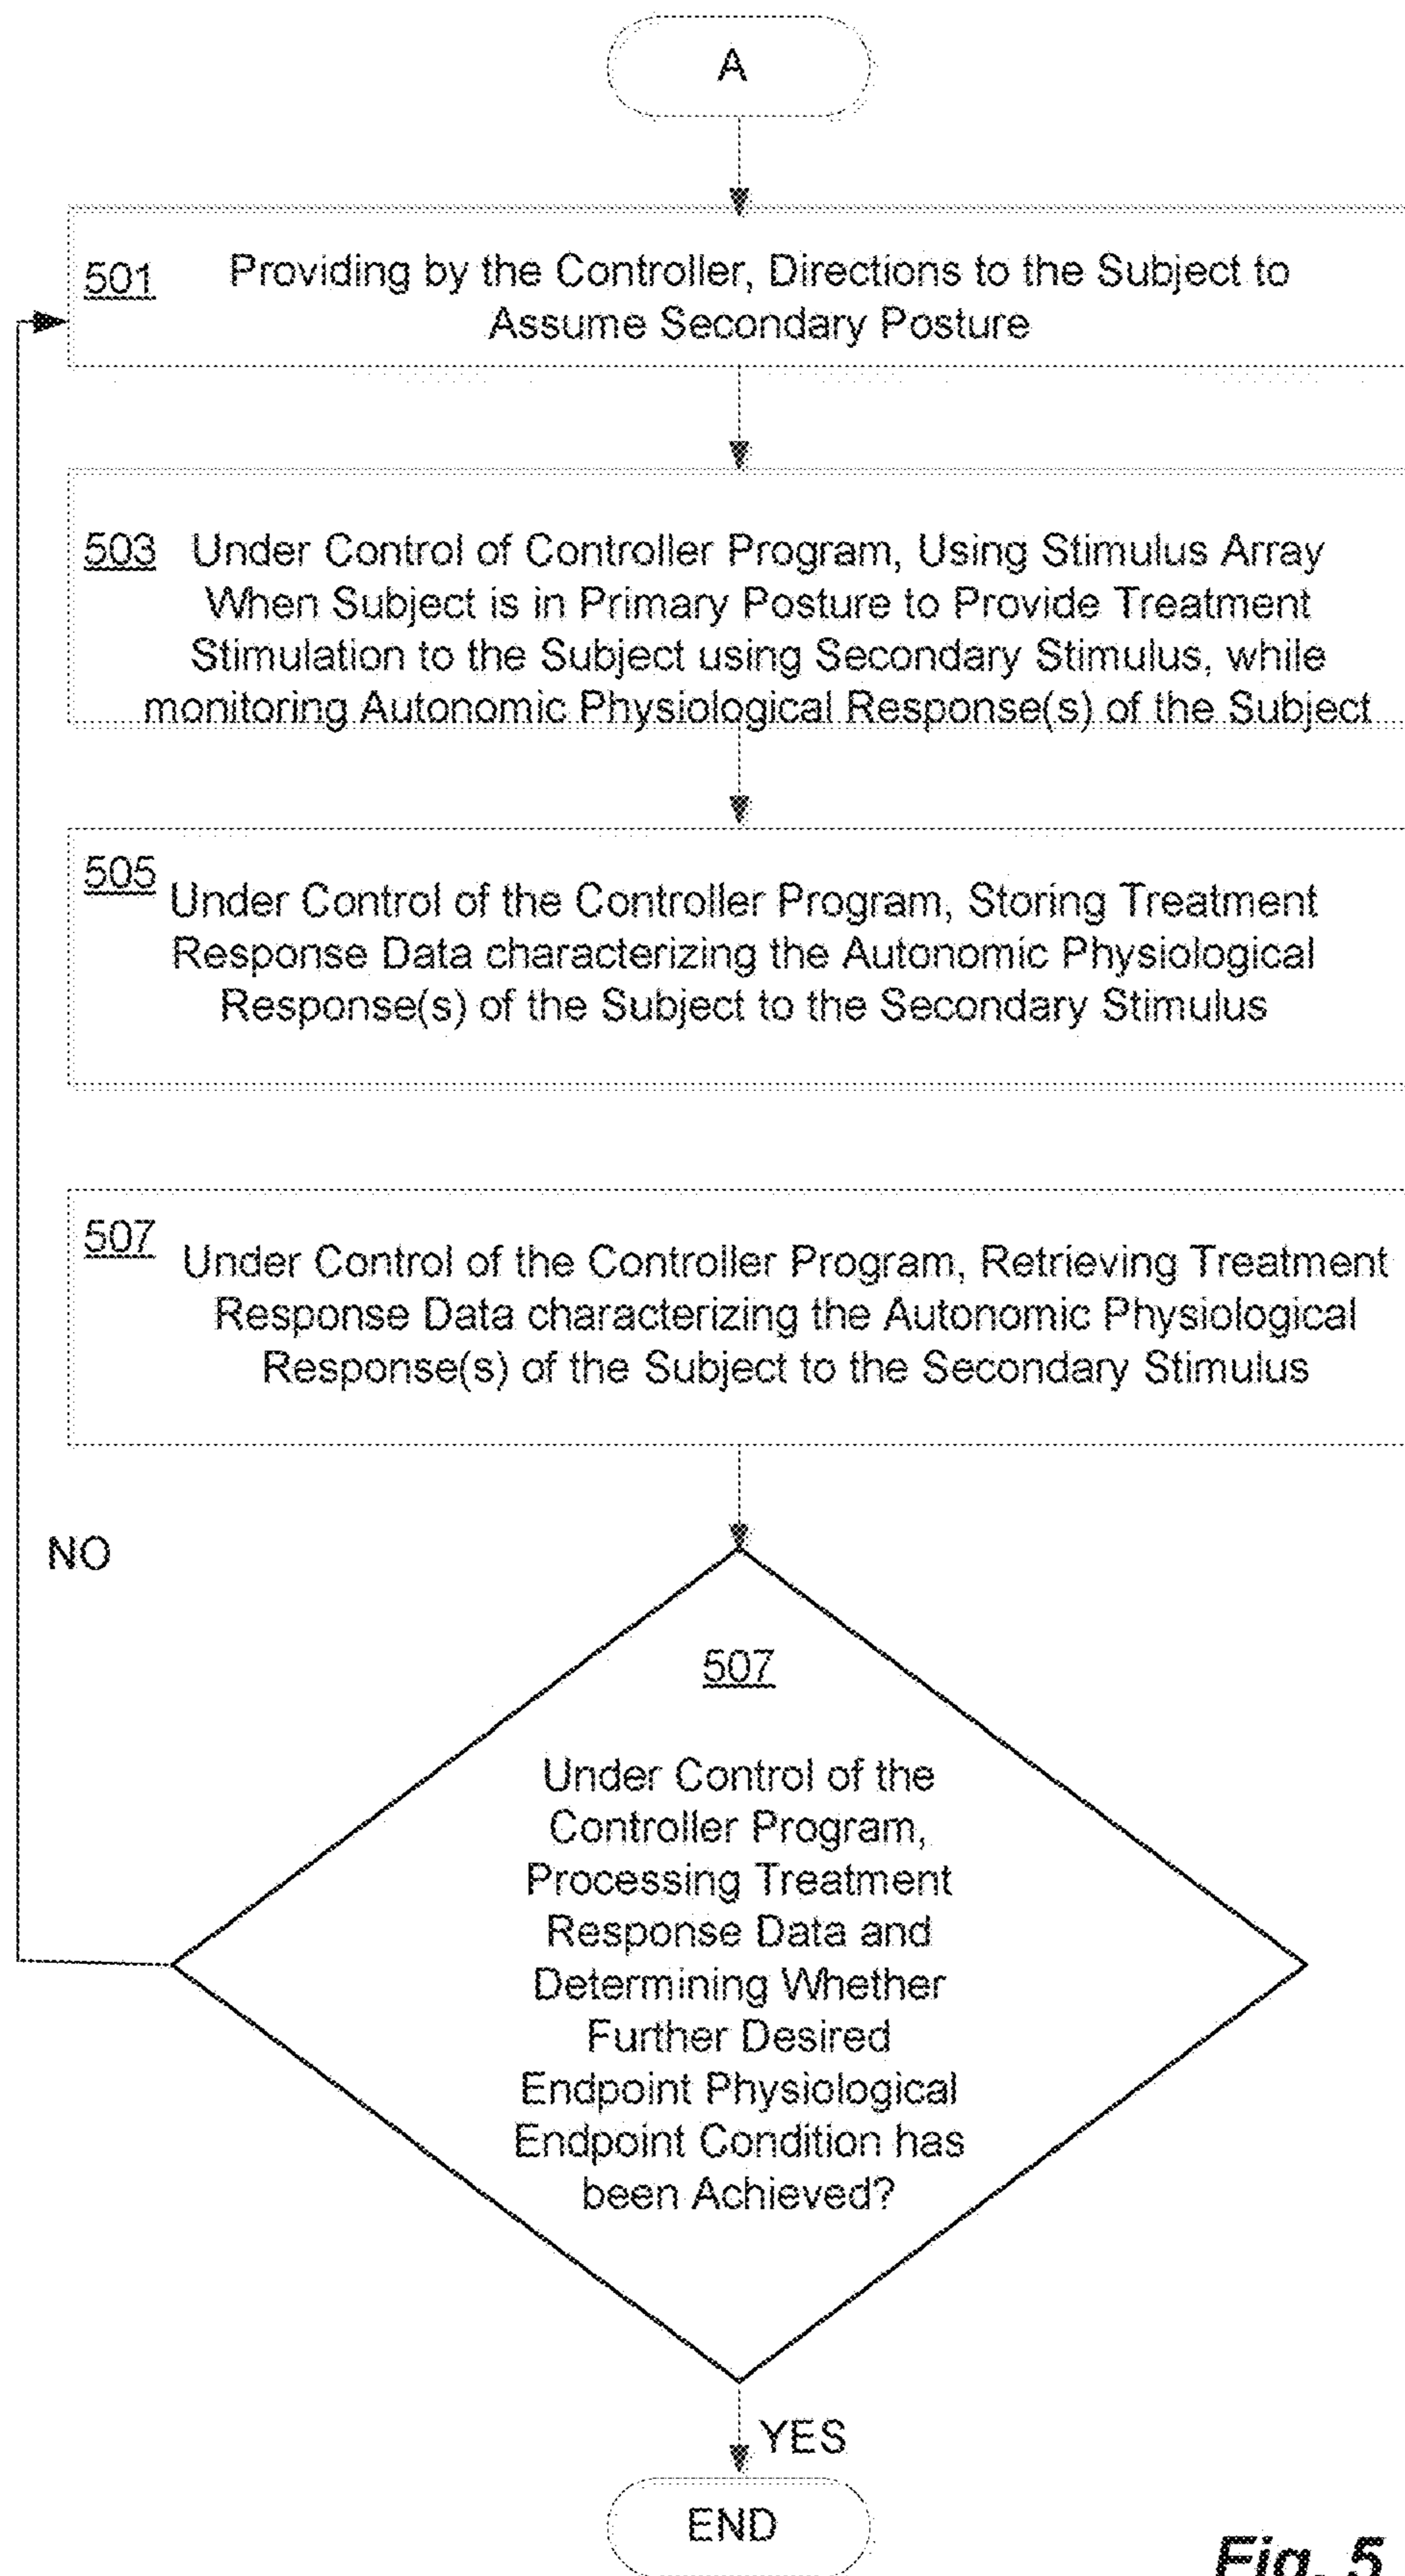 A
501 Providing by the Controller, Directions to the Subject to
Assume Secondary Posture
503 Under Control of Controller Program, Using Stimulus Array
When Subject is in Primary Posture to Provide Treatment
Stimulation to the Subject using Secondary Stimulus, while
monitoring Autonomic Physiological Response(s) of the Subject
505
Under Control of the Controller Program, Storing Treatment
Response Data characterizing the Autonomic Physiological
Response(s) of the Subject to the Secondary Stimulus
507
Under Control of the Controller Program, Retrieving Treatment
Response Data characterizing the Autonomic Physiological
Response(s) of the Subject to the Secondary Stimulus
NO
507
Under Control of the
Controller Program,
Processing Treatment
Response Data and
Determining Whether
Further Desired
Endpoint Physiological
Endpoint Condition has
been Achieved?
YES
END
Fig. 5